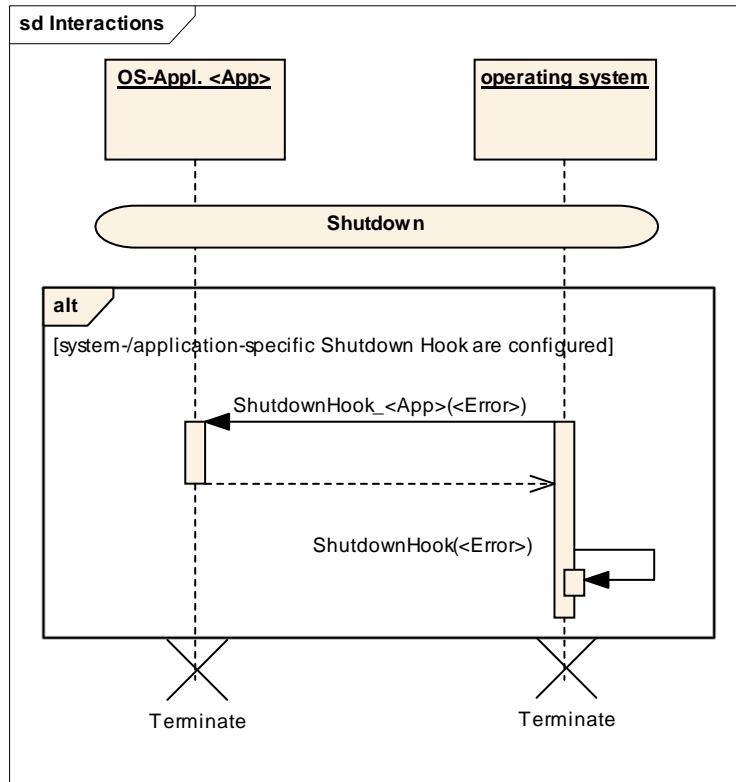 sd Interactions
OS-Appl. <App>
operating system
Shutdown
alt
[system-/application-specific Shutdown Hook are configured]
ShutdownHook_<App>(<Error>)
ShutdownHook(<Error>)
Terminate
Terminate